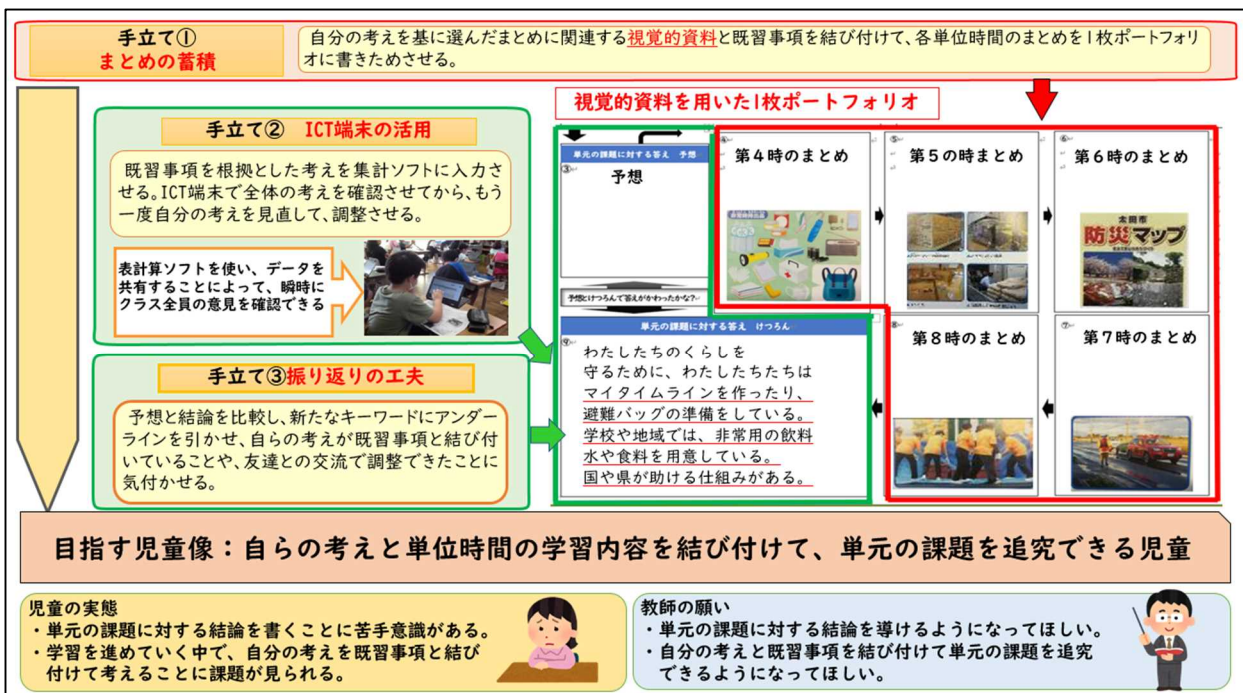 手立て①
まとめの蓄積
自分の考えを基に選んだまとめに関連する視覚的資料と既習事項を結び付けて、各単位時間のまとめを1枚ポートフォリ
オに書きためさせる。
手立て② ICT端末の活用
既習事項を根拠とした考えを集計ソフトに入力さ
せる。ICT端末で全体の考えを確認させてから、もう
一度自分の考えを見直して、調整させる。
表計算ソフトを使い、データを
共有することによって、瞬時に
クラス全員の意見を確認できる
手立て③振り返りの工夫
予想と結論を比較し、新たなキーワードにアンダー
ラインを引かせ、自らの考えが既習事項と結び付
いていることや、友達との交流で調整できたことに
気付かせる。
視覚的資料を用いた1枚ポートフォリオ
単元の課題に対する答え 予想
③
予想
④
第4時のまとめ
⑤
第5の時まとめ
⑥
第6時のまとめ
太田市
防災マップ
予想とけつろんで答えがかわったかな?
単元の課題に対する答え けつろん
⑨
わたしたちのくらしを
守るために、わたしたちたちは
マイタイムラインを作ったり、
避難バッグの準備をしている。
学校や地域では、非常用の飲料
水や食料を用意している。
国や県が助ける仕組みがある。
⑧
第8時のまとめ
⑦
第7時のまとめ
目指す児童像:自らの考えと単位時間の学習内容を結び付けて、単元の課題を追究できる児童
児童の実態
・単元の課題に対する結論を書くことに苦手意識がある。
・学習を進めていく中で、自分の考えを既習事項と結び
付けて考えることに課題が見られる。
教師の願い
・単元の課題に対する結論を導けるようになってほしい。
・自分の考えと既習事項を結び付けて単元の課題を追究
できるようになってほしい。